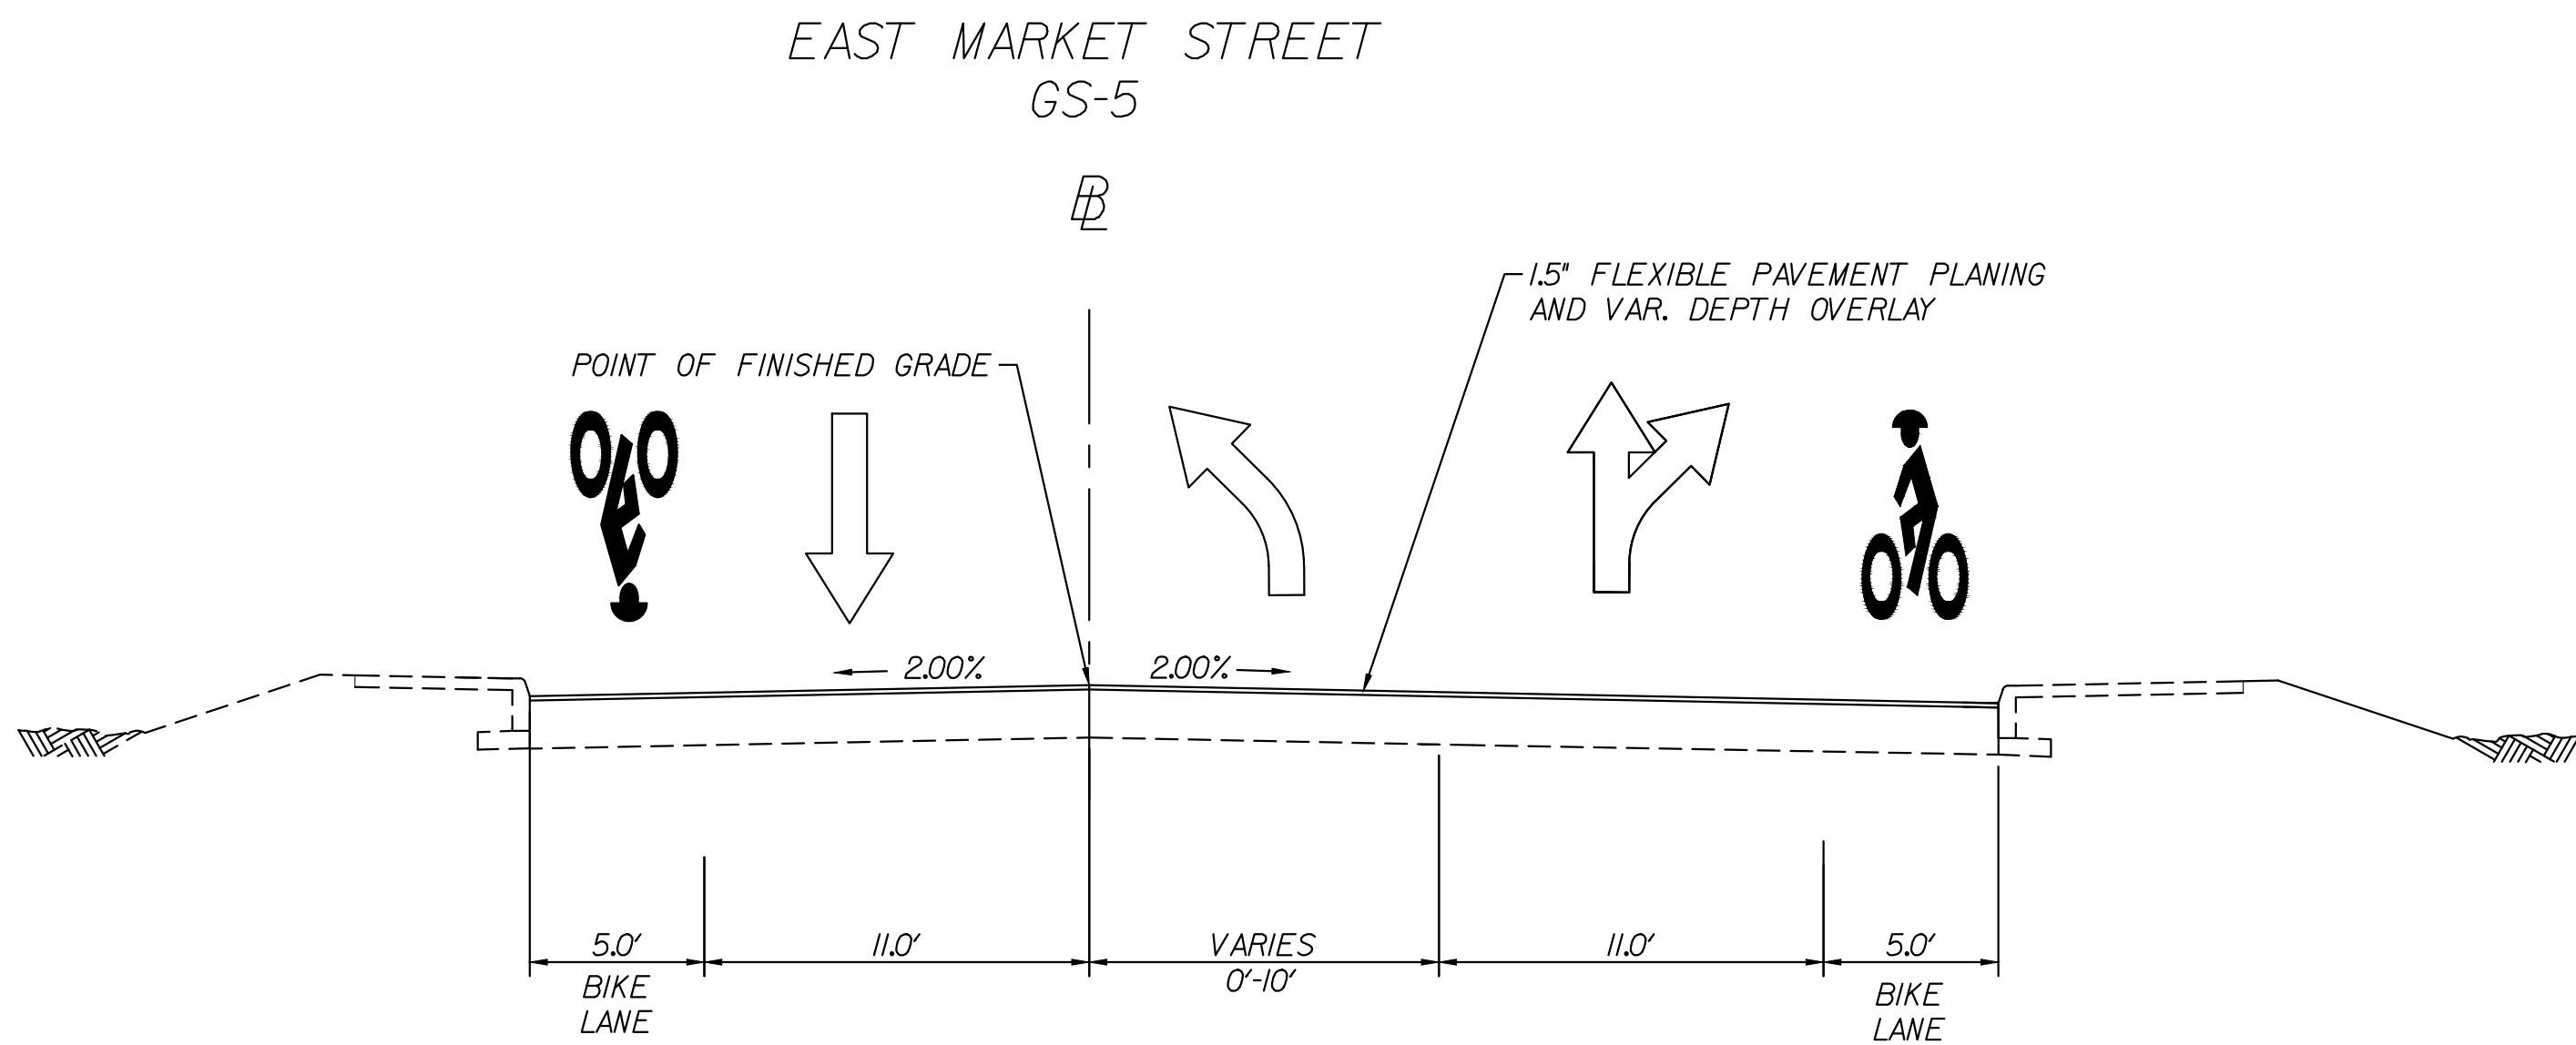 EAST MARKET STREET
GS-5
BL
1.5" FLEXIBLE PAVEMENT PLANING
AND VAR. DEPTH OVERLAY
POINT OF FINISHED GRADE
2.00% 2.00%
5.0' 11.0' VARIES 11.0' 5.0'
0'-10'
BIKE
LANE
BIKE
LANE